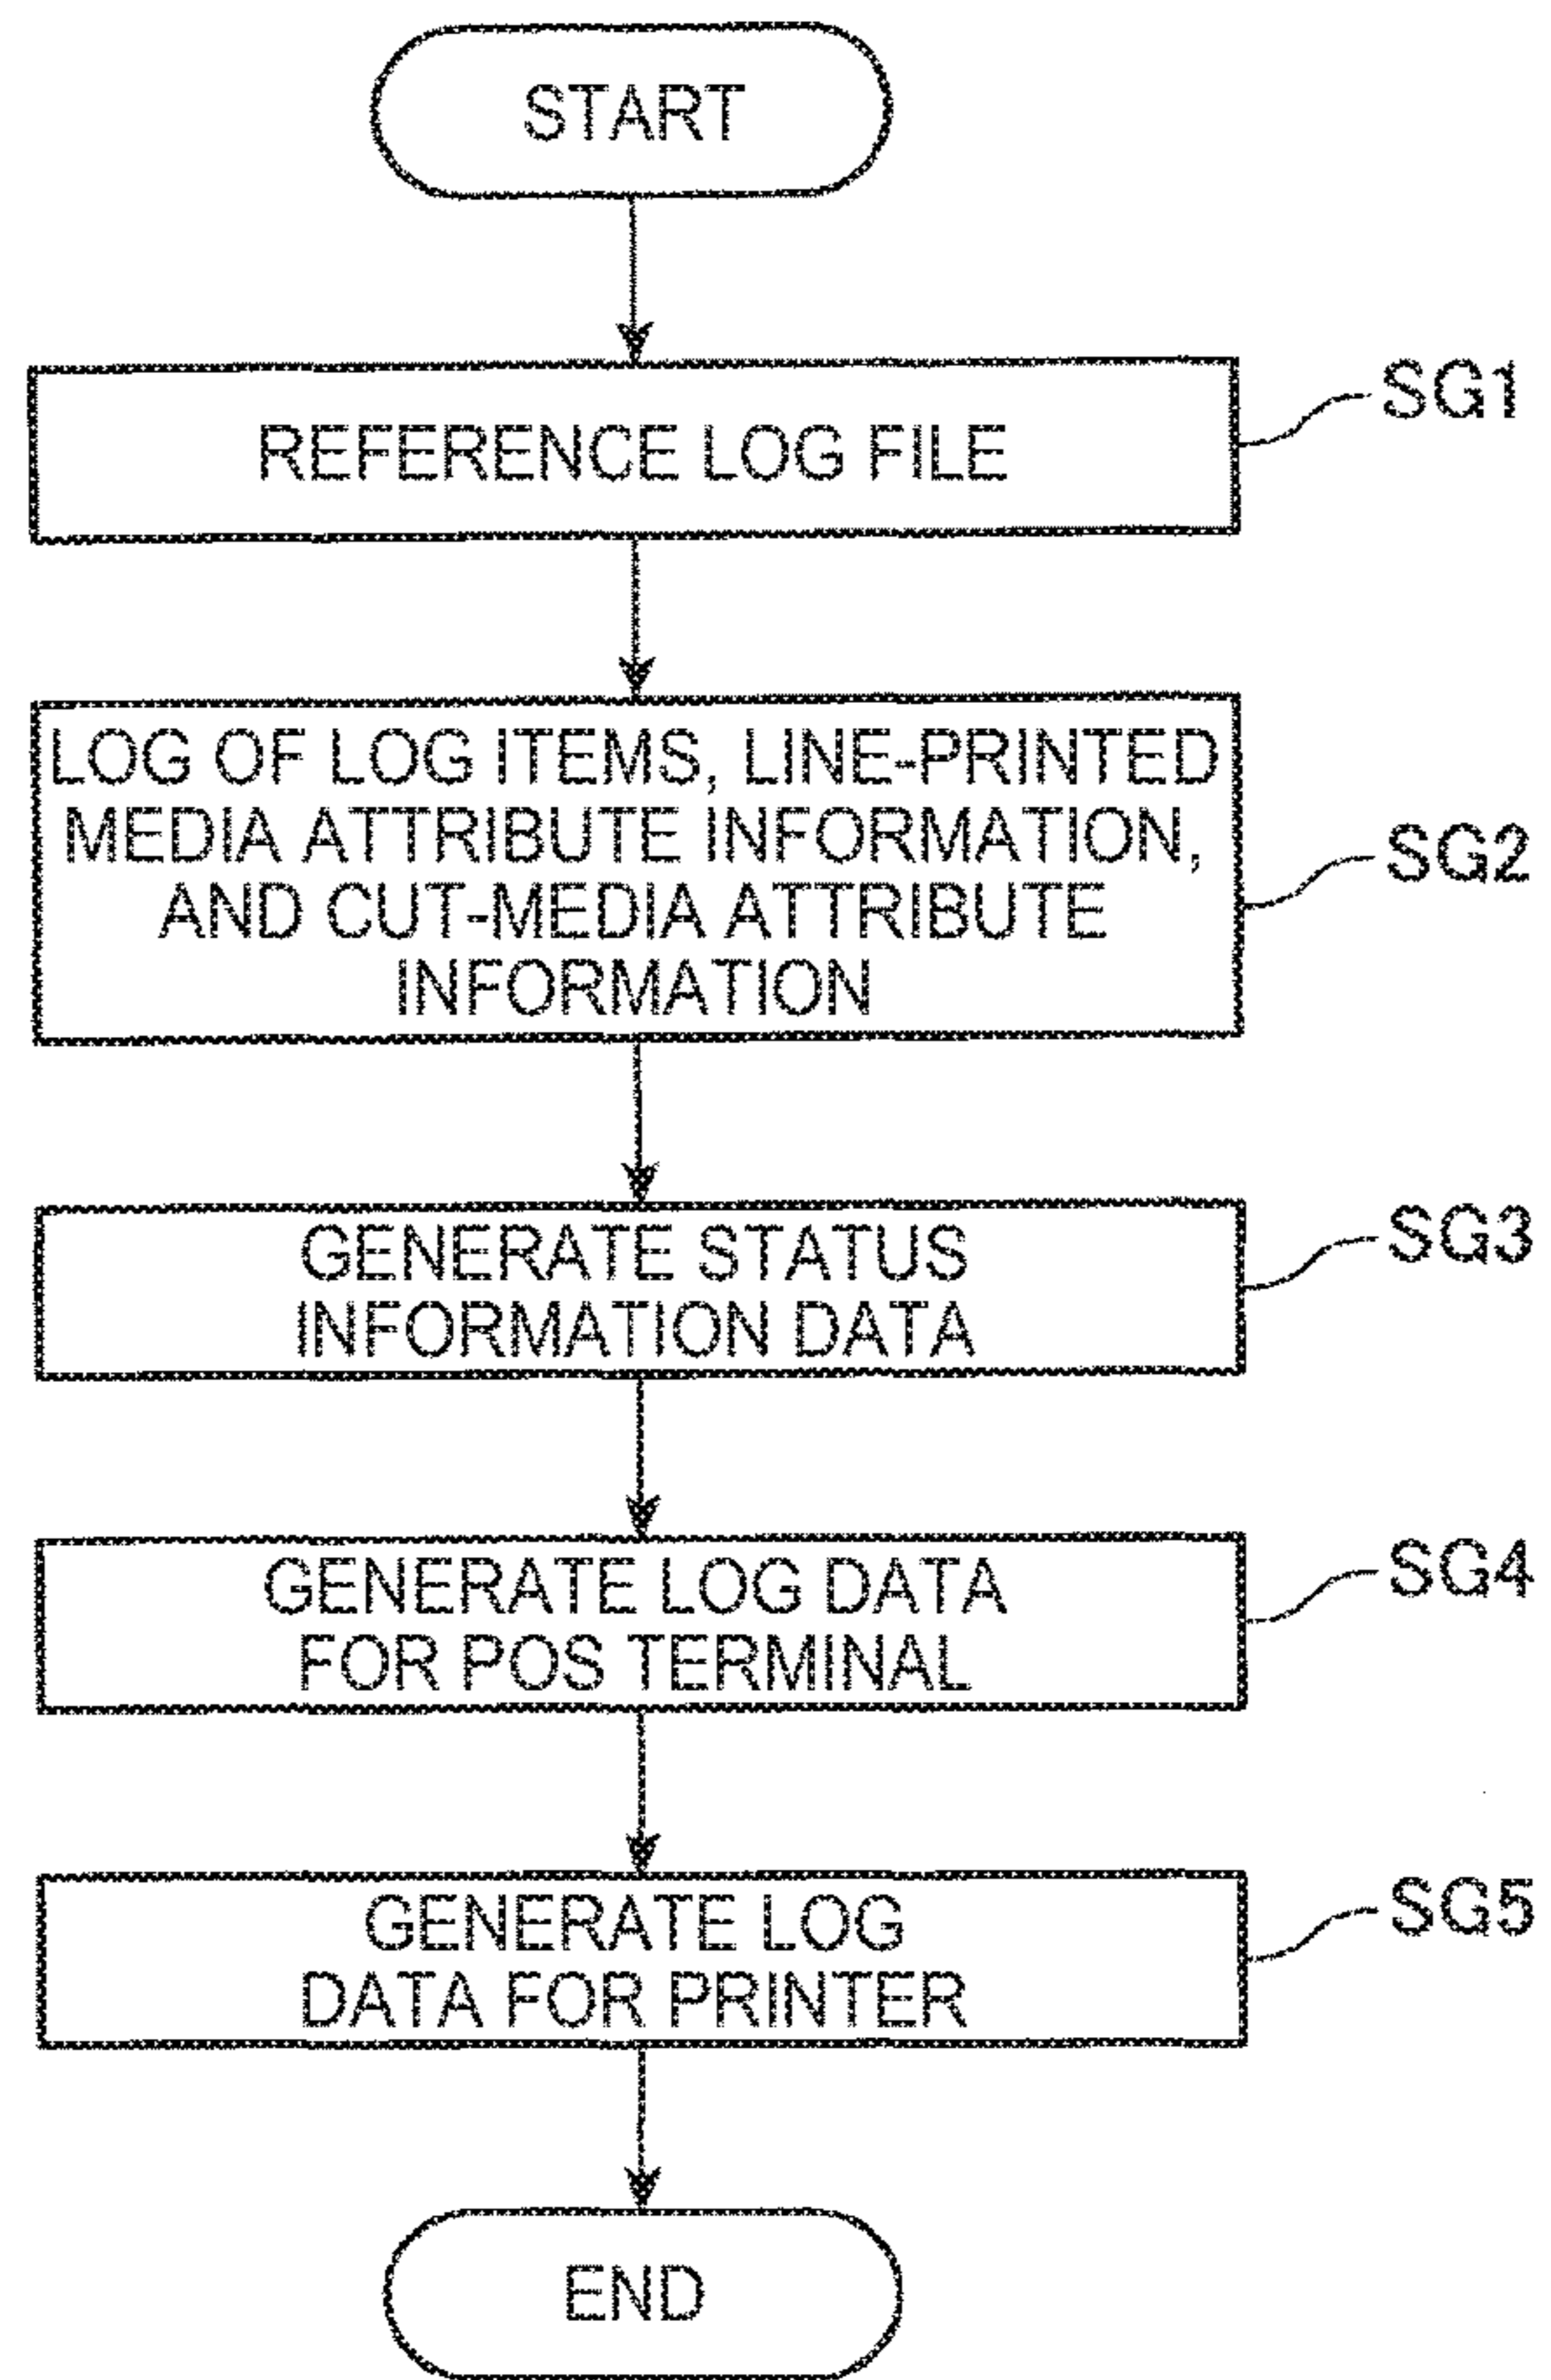 START
REFERENCE LOG FILE
SG1
LOG OF LOG ITEMS, LINE-PRINTED
MEDIA ATTRIBUTE INFORMATION,
AND CUT-MEDIA ATTRIBUTE
INFORMATION
SG2
GENERATE STATUS
INFORMATION DATA
SG3
GENERATE LOG DATA
FOR POS TERMINAL
SG4
GENERATE LOG
DATA FOR PRINTER
SG5
END